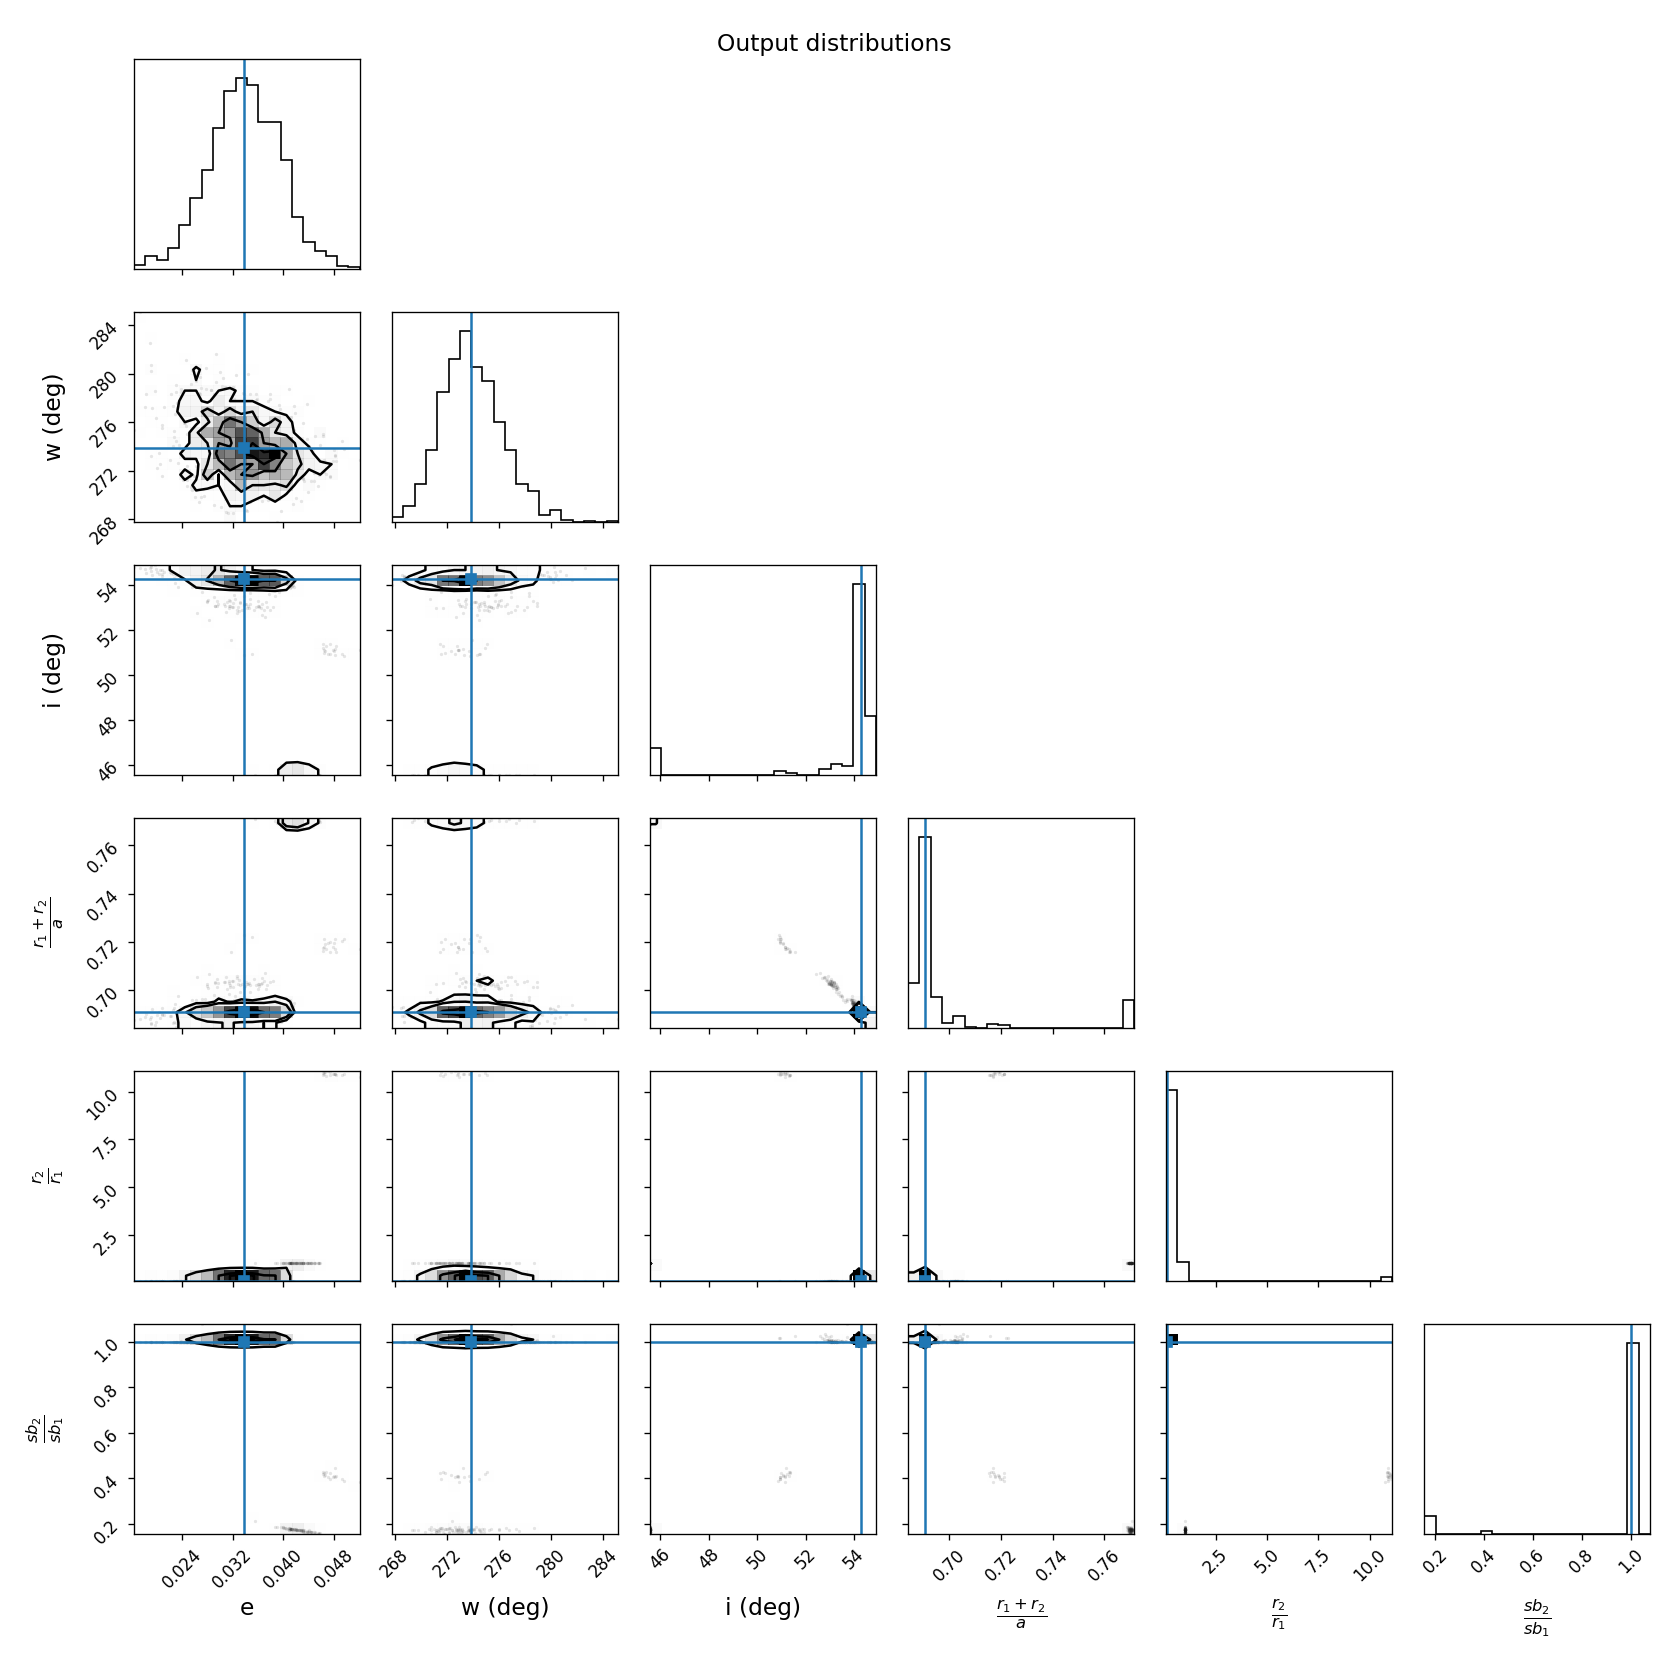 Output distributions
w (deg)
284
280
276
272
268
i (deg)
54
52
50
48
46
r1 + r2
a
0.76
0.74
0.72
0.70
r2
r1
10.0
7.5
5.0
2.5
sb2
sb1
1.0
0.8
0.6
0.4
0.2
0.024 0.032 0.040 0.048 268 272 276 284 46 48 50 52 54 0.70 0.72 0.74 0.76 2.5 5.0 7.5 10.0 0.2 0.4 0.6 0.8 1.0
e w (deg) i (deg) r1 + r2 r2 sb2
a r1 sb1